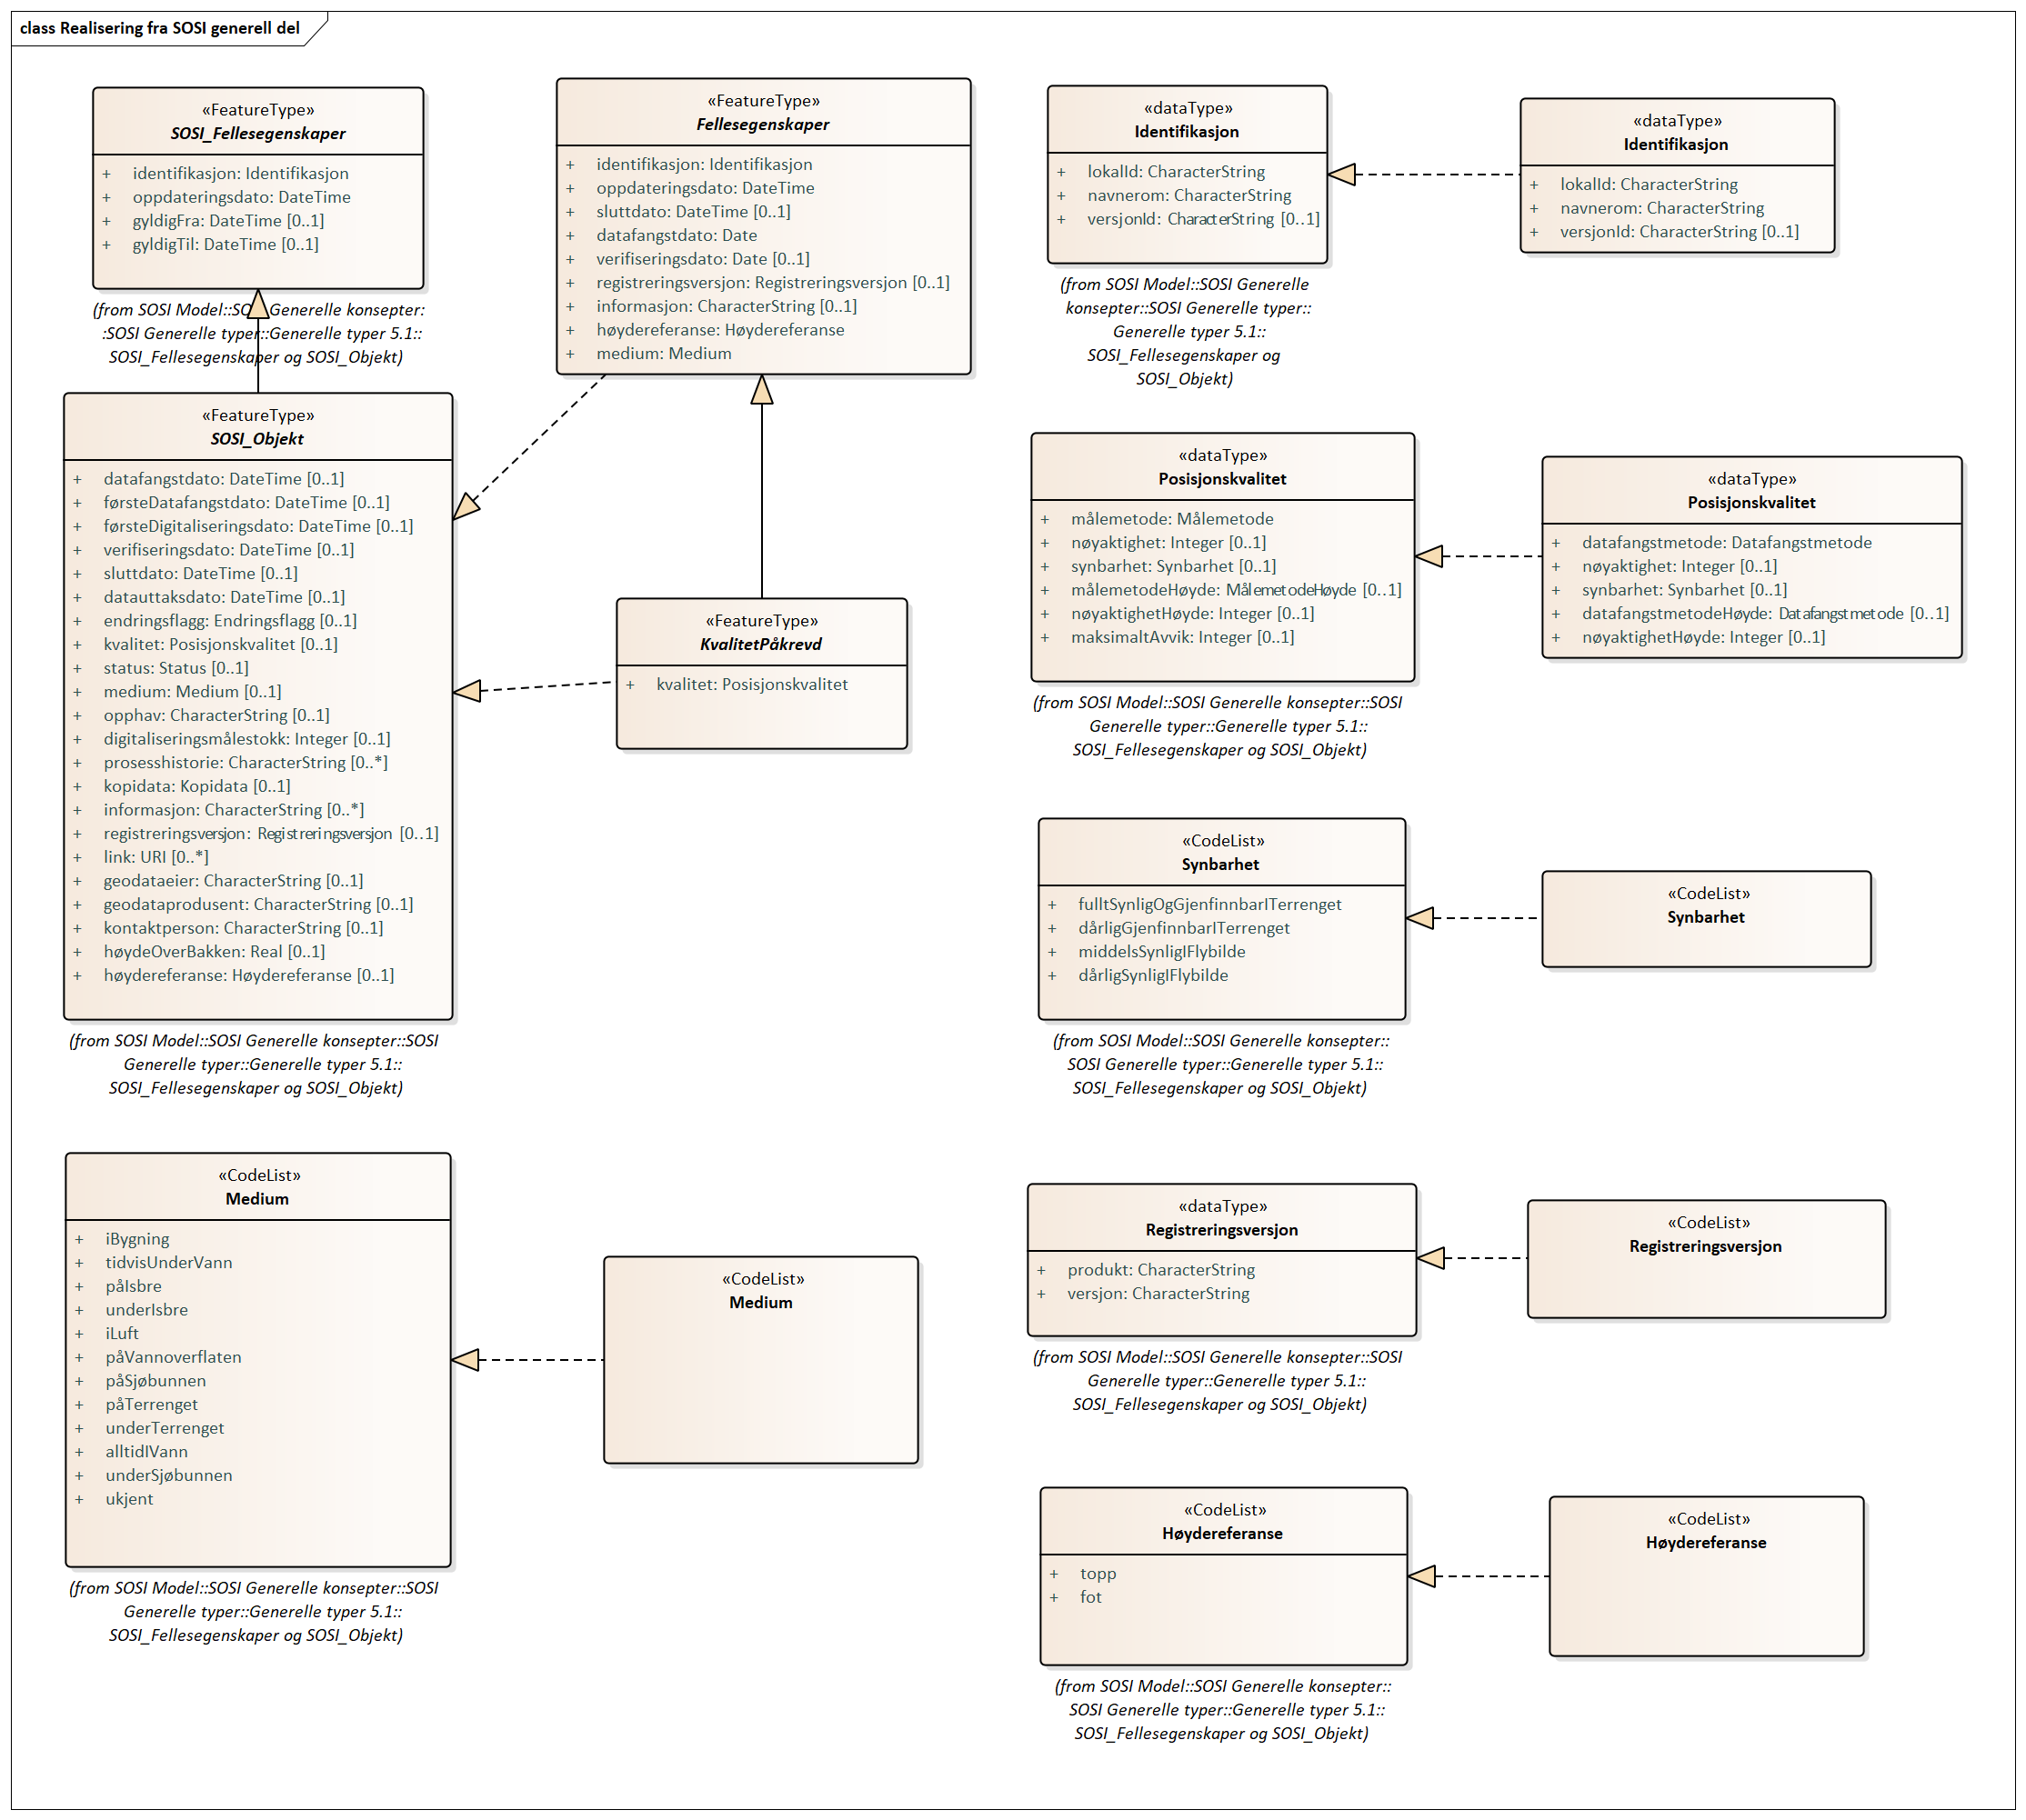 class Realisering fra SOSI generell del
«FeatureType»
SOSI_Fellesegenskaper
+ identifikasjon: Identifikasjon
+ oppdateringsdato: DateTime
+ gyldigFra: DateTime [0..1]
+ gyldigTil: DateTime [0..1]
(from SOSI Model::SOSI Generelle konsepter:
:SOSI Generelle typer::Generelle typer 5.1::
SOSI_Fellesegenskaper og SOSI_Objekt)
«FeatureType»
Fellesegenskaper
+ identifikasjon: Identifikasjon
+ oppdateringsdato: DateTime
+ sluttdato: DateTime [0..1]
+ datafangstdato: Date
+ verifiseringsdato: Date [0..1]
+ registreringsversjon: Registreringsversjon [0..1]
+ informasjon: CharacterString [0..1]
+ høydereferanse: Høydereferanse
+ medium: Medium
«dataType»
Identifikasjon
+ lokalId: CharacterString
+ navnerom: CharacterString
+ versjonId: CharacterString [0..1]
(from SOSI Model::SOSI Generelle
konsepter::SOSI Generelle typer::
Generelle typer 5.1::
SOSI_Fellesegenskaper og
SOSI_Objekt)
«dataType»
Identifikasjon
+ lokalId: CharacterString
+ navnerom: CharacterString
+ versjonId: CharacterString [0..1]
«FeatureType»
SOSI_Objekt
+ datafangstdato: DateTime [0..1]
+ førsteDatafangstdato: DateTime [0..1]
+ førsteDigitaliseringsdato: DateTime [0..1]
+ verifiseringsdato: DateTime [0..1]
+ sluttdato: DateTime [0..1]
+ datauttaksdato: DateTime [0..1]
+ endringsflagg: Endringsflagg [0..1]
+ kvalitet: Posisjonskvalitet [0..1]
+ status: Status [0..1]
+ medium: Medium [0..1]
+ opphav: CharacterString [0..1]
+ digitaliseringsmålestokk: Integer [0..1]
+ prosesshistorie: CharacterString [0..*]
+ kopidata: Kopidata [0..1]
+ informasjon: CharacterString [0..*]
+ registreringsversjon: Registreringsversjon [0..1]
+ link: URI [0..*]
+ geodataeier: CharacterString [0..1]
+ geodataprodusent: CharacterString [0..1]
+ kontaktperson: CharacterString [0..1]
+ høydeOverBakken: Real [0..1]
+ høydereferanse: Høydereferanse [0..1]
(from SOSI Model::SOSI Generelle konsepter::SOSI
Generelle typer::Generelle typer 5.1::
SOSI_Fellesegenskaper og SOSI_Objekt)
«FeatureType»
KvalitetPåkrevd
+ kvalitet: Posisjonskvalitet
«dataType»
Posisjonskvalitet
+ målemetode: Målemetode
+ nøyaktighet: Integer [0..1]
+ synbarhet: Synbarhet [0..1]
+ målemetodeHøyde: MålemetodeHøyde [0..1]
+ nøyaktighetHøyde: Integer [0..1]
+ maksimaltAvvik: Integer [0..1]
(from SOSI Model::SOSI Generelle konsepter::SOSI
Generelle typer::Generelle typer 5.1::
SOSI_Fellesegenskaper og SOSI_Objekt)
«dataType»
Posisjonskvalitet
+ datafangstmetode: Datafangstmetode
+ nøyaktighet: Integer [0..1]
+ synbarhet: Synbarhet [0..1]
+ datafangstmetodeHøyde: Datafangstmetode [0..1]
+ nøyaktighetHøyde: Integer [0..1]
«CodeList»
Synbarhet
+ fulltSynligOgGjenfinnbarITerrenget
+ dårligGjenfinnbarITerrenget
+ middelsSynligIFlybilde
+ dårligSynligIFlybilde
(from SOSI Model::SOSI Generelle konsepter::
SOSI Generelle typer::Generelle typer 5.1::
SOSI_Fellesegenskaper og SOSI_Objekt)
«CodeList»
Synbarhet
«CodeList»
Medium
+ iBygning
+ tidvisUnderVann
+ påIsbre
+ underIsbre
+ iLuft
+ påVannoverflaten
+ påSjøbunnen
+ påTerrenget
+ underTerrenget
+ alltidIVann
+ underSjøbunnen
+ ukjent
(from SOSI Model::SOSI Generelle konsepter::SOSI
Generelle typer::Generelle typer 5.1::
SOSI_Fellesegenskaper og SOSI_Objekt)
«CodeList»
Medium
«dataType»
Registreringsversjon
+ produkt: CharacterString
+ versjon: CharacterString
(from SOSI Model::SOSI Generelle konsepter::SOSI
Generelle typer::Generelle typer 5.1::
SOSI_Fellesegenskaper og SOSI_Objekt)
«CodeList»
Registreringsversjon
«CodeList»
Høydereferanse
+ topp
+ fot
(from SOSI Model::SOSI Generelle konsepter::
SOSI Generelle typer::Generelle typer 5.1::
SOSI_Fellesegenskaper og SOSI_Objekt)
«CodeList»
Høydereferanse